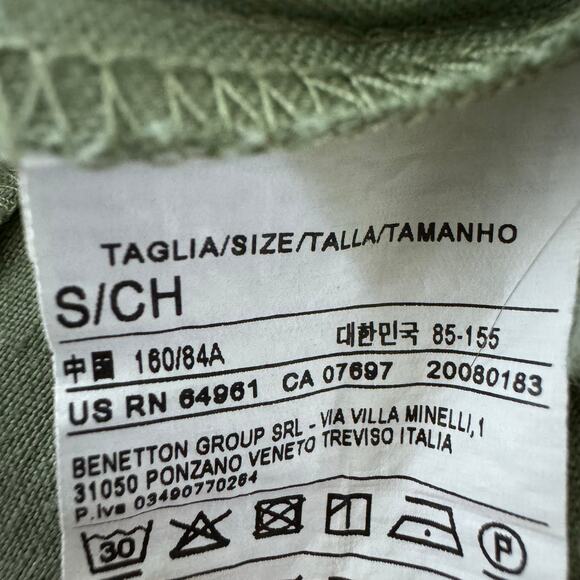 TAGLIA/SIZE/TALLA/TAMANHO
S/CH
中国 160/84A 대한민국 85-155
US RN 64961 CA 07697 20080183
BENETTON GROUP SRL - VIA VILLA MINELLI,1
31050 PONZANO VENETO TREVISO ITALIA
P.iva 03490770264
30 P